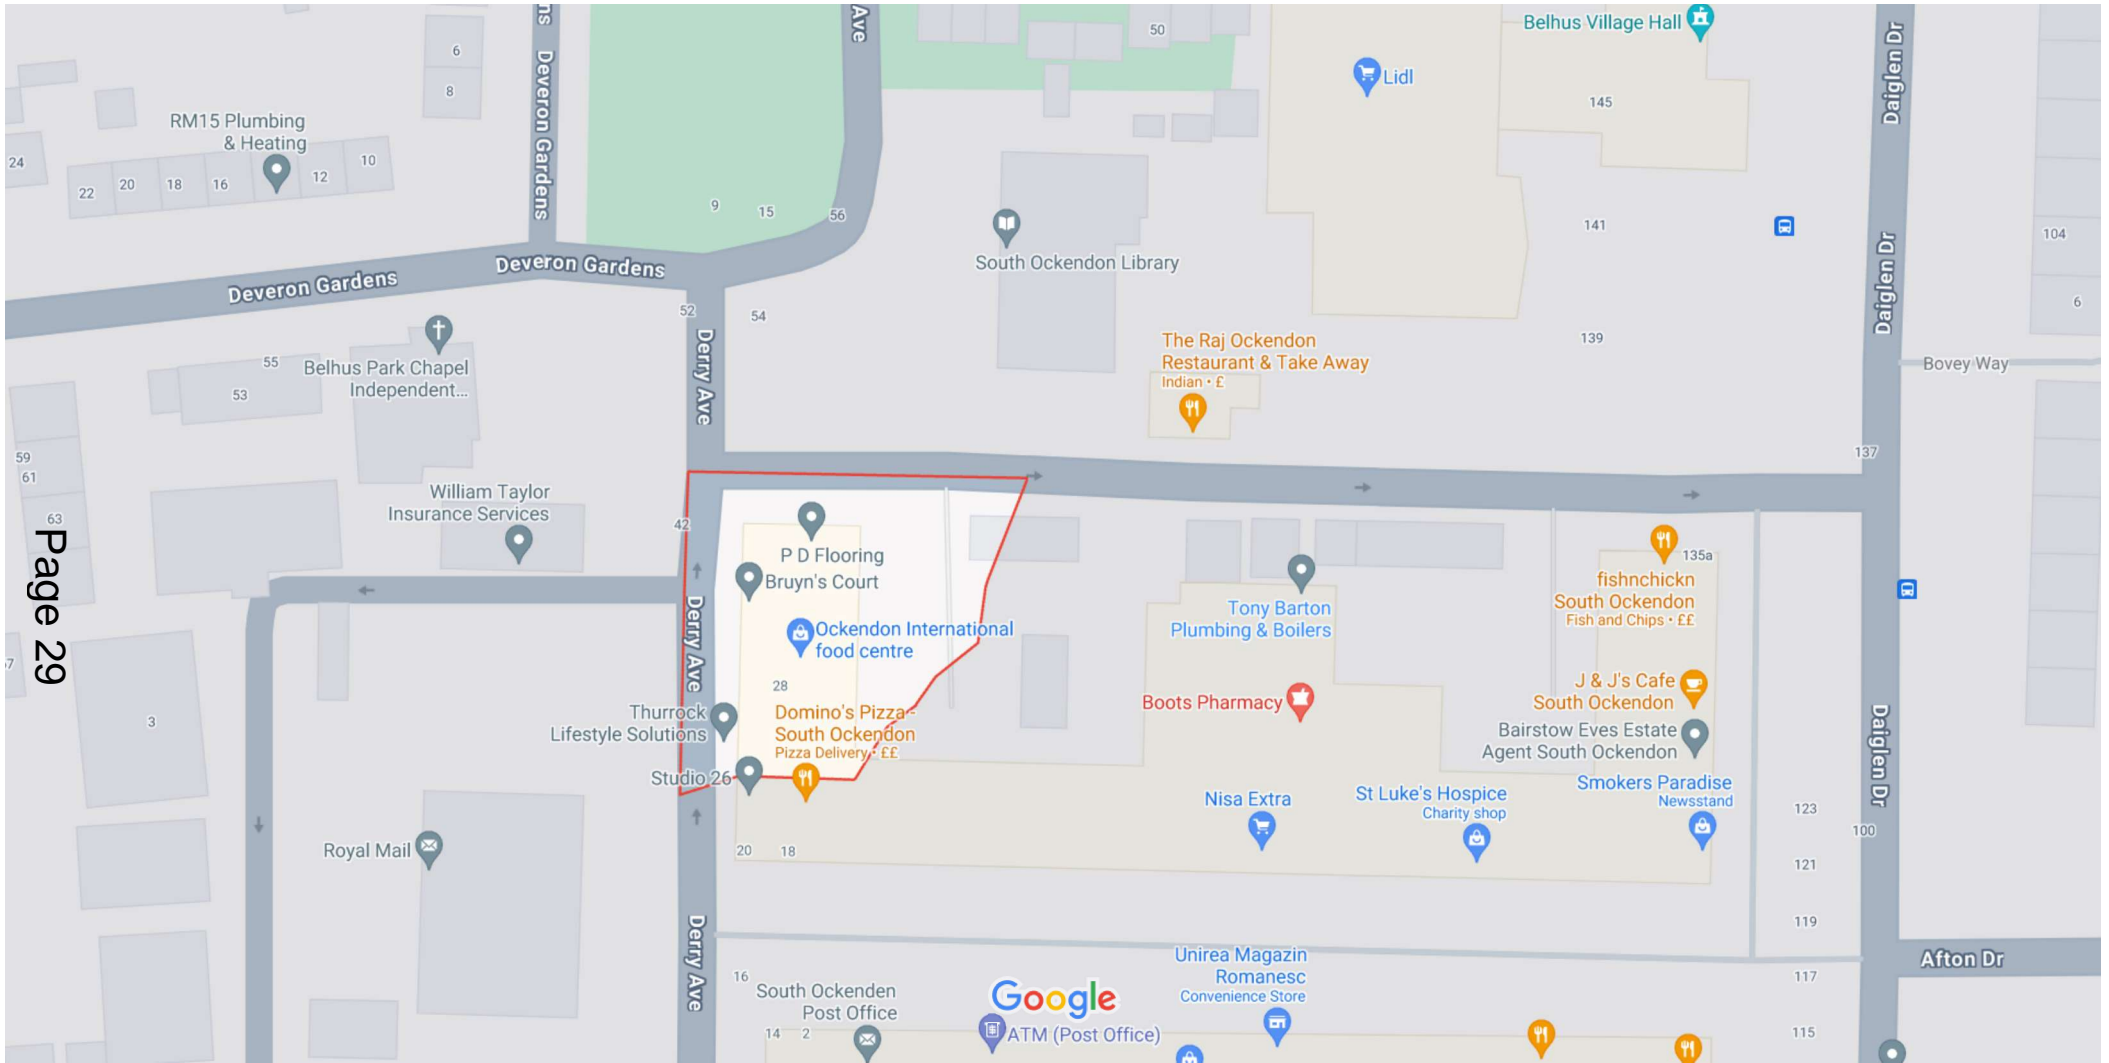 ns
Ave
50
Belhus Village Hall
Daiglen Dr
6
8
Deveron Gardens
Lidl
145
RM15 Plumbing
& Heating
24
22
20
18
16
12
10
9
15
56
141
South Ockendon Library
104
Deveron Gardens
Deveron Gardens
Daiglen Dr
6
52
54
139
Derry Ave
The Raj Ockendon
Restaurant & Take Away
Indian • £
Bovey Way
55
53
Belhus Park Chapel
Independent...
59
61
63
137
William Taylor
Insurance Services
42
P D Flooring
Bruyn's Court
Ockendon International
food centre
28
Domino's Pizza -
South Ockendon
Pizza Delivery • ££
135a
fishnchickn
South Ockendon
Fish and Chips • ££
Tony Barton
Plumbing & Boilers
Page 29
Derry Ave
Boots Pharmacy
J & J's Cafe
South Ockendon
Bairstow Eves Estate
Agent South Ockendon
Daiglen Dr
3
Thurrock
Lifestyle Solutions
Studio 26
Nisa Extra
St Luke's Hospice
Charity shop
Smokers Paradise
Newsstand
123
100
Royal Mail
20
18
121
119
Derry Ave
Unirea Magazin
Romanesc
Convenience Store
Afton Dr
16
South Ockenden
Post Office
Google
117
14
2
ATM (Post Office)
115